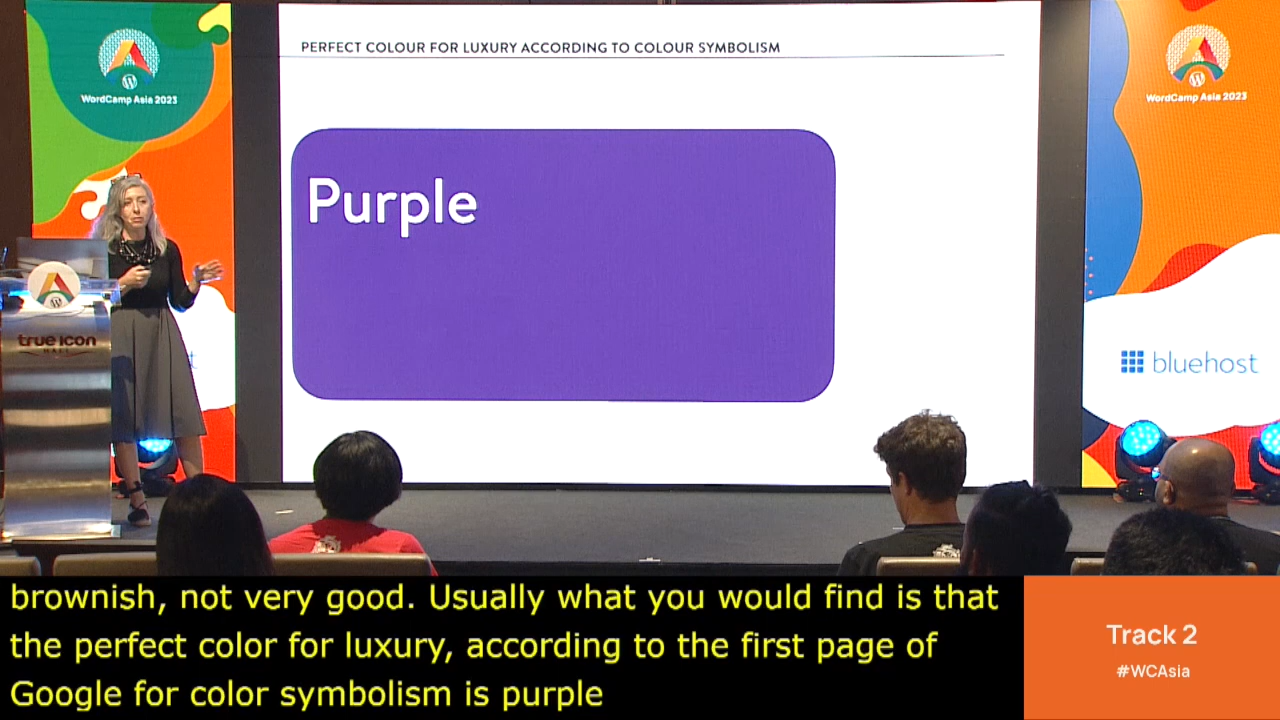 WordCamp Asia 2023
PERFECT COLOUR FOR LUXURY ACCORDING TO COLOUR SYMBOLISM
WordCamp Asia 2023
Purple
true icon
HALL
bluehost
brownish, not very good. Usually what you would find is that
the perfect color for luxury, according to the first page of
Google for color symbolism is purple
Track 2
#WCAsia